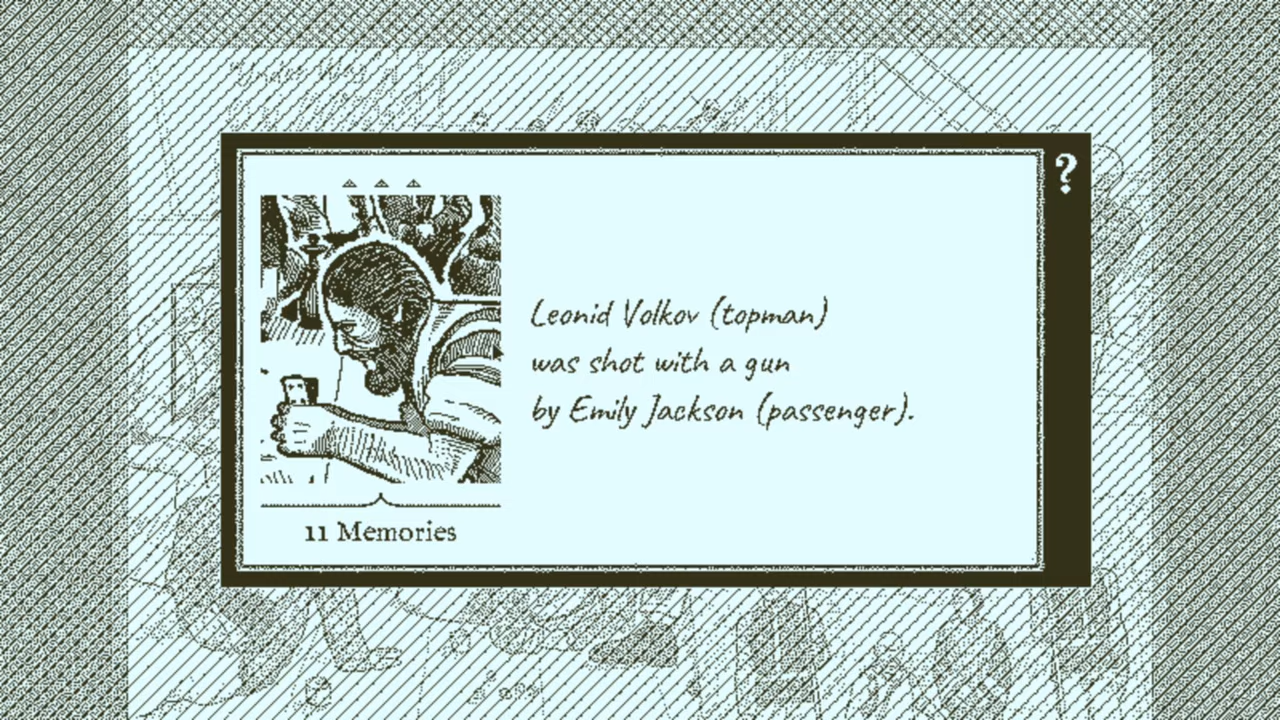 ?
Leonid Volkov (topman)
was shot with a gun
by Emily Jackson (passenger).
11 Memories